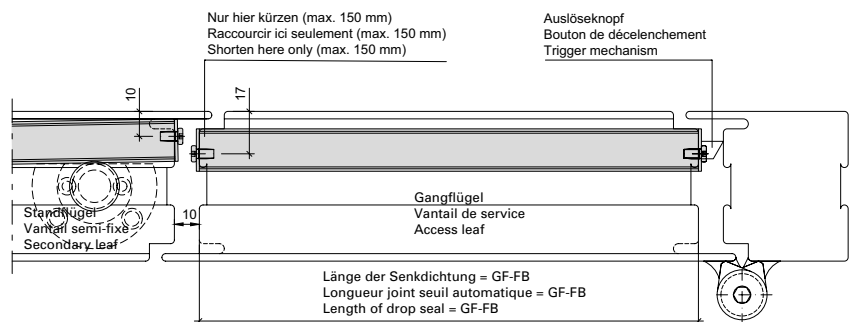 Nur hier kürzen (max. 150 mm)
Raccourcir ici seulement (max. 150 mm)
Shorten here only (max. 150 mm)
Auslöseknopf
Bouton de décelenchement
Trigger mechanism
10
17
Standflügel
Vantail semi-fixe
Secondary leaf
10
Gangflügel
Vantail de service
Access leaf
Länge der Senkdichtung = GF-FB
Longueur joint seuil automatique = GF-FB
Length of drop seal = GF-FB